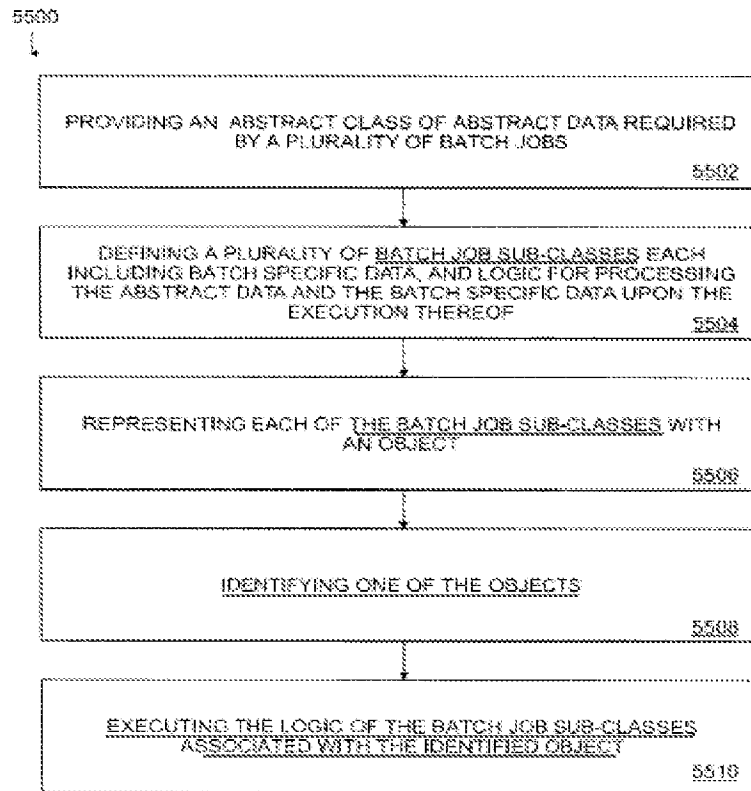 5500
PROVIDING AN ABSTRACT CLASS OF ABSTRACT DATA REQUIRED
BY A PLURALITY OF BATCH JOBS
5502
DEFINING A PLURALITY OF BATCH JOB SUB-CLASSES EACH
INCLUDING BATCH SPECIFIC DATA, AND LOGIC FOR PROCESSING
THE ABSTRACT DATA AND THE BATCH SPECIFIC DATA UPON THE
EXECUTION THEREOF
5504
REPRESENTING EACH OF THE BATCH JOB SUB-CLASSES WITH
AN OBJECT
5506
IDENTIFYING ONE OF THE OBJECTS
5508
EXECUTING THE LOGIC OF THE BATCH JOB SUB-CLASSES
ASSOCIATED WITH THE IDENTIFIED OBJECT
5510